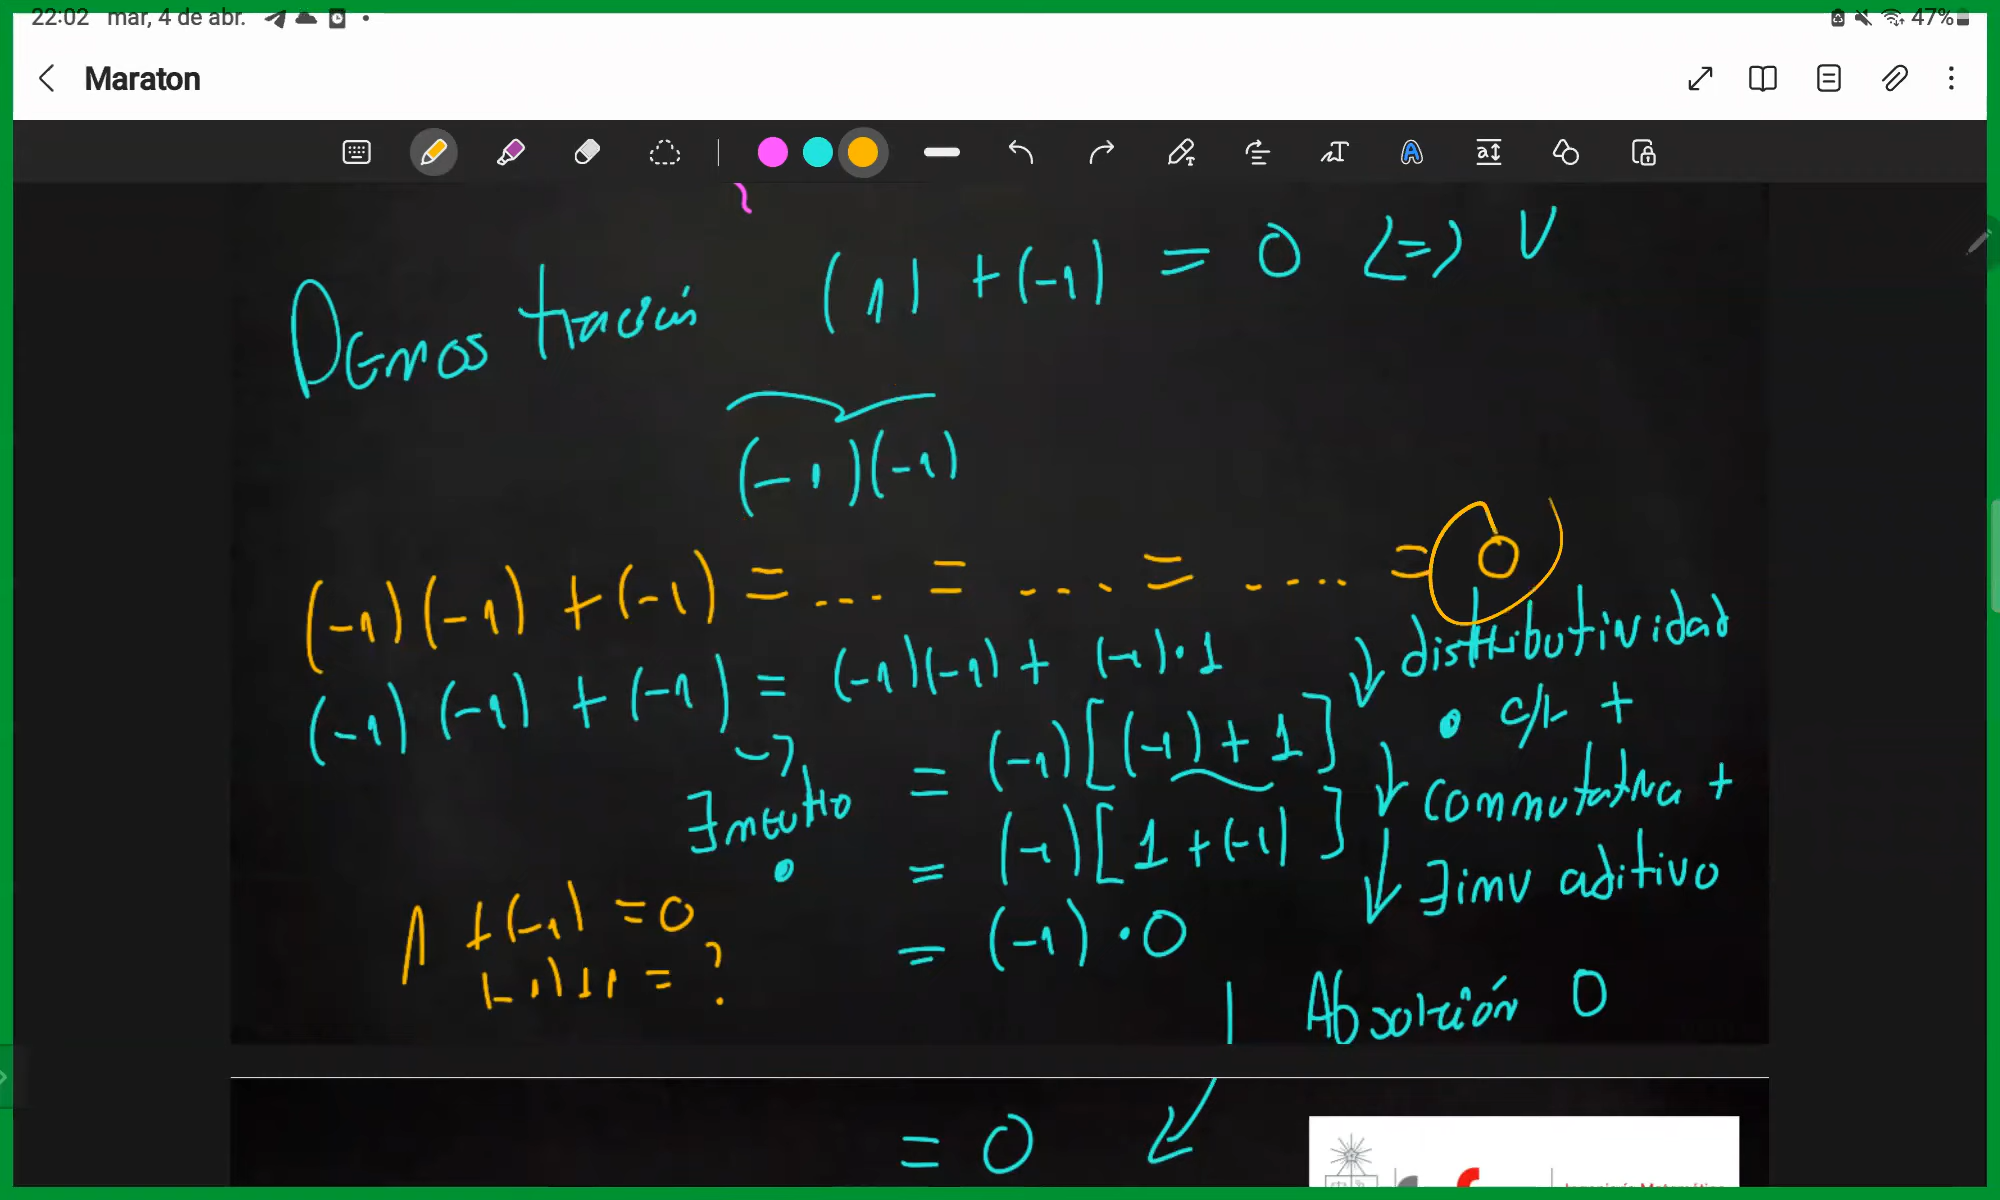 22:02 mar, 4 de abr.
47%
Maraton
Demostración (1) + (-1) = 0 <=> V
(-1)(-1)
(-1)(-1) + (-1) = ... = ... = .... = 0
(-1)(-1) + (-1) = (-1)(-1) + (-1)·1
↓ distributividad
• c/r +
∃neutro
•
= (-1)[(-1) + 1]
↓ commutativa +
= (-1)[1 + (-1)]
↓ ∃inv aditivo
= (-1)·0
1 + (-1) = 0
(-1) + 1 = ?
Absorción 0
= 0